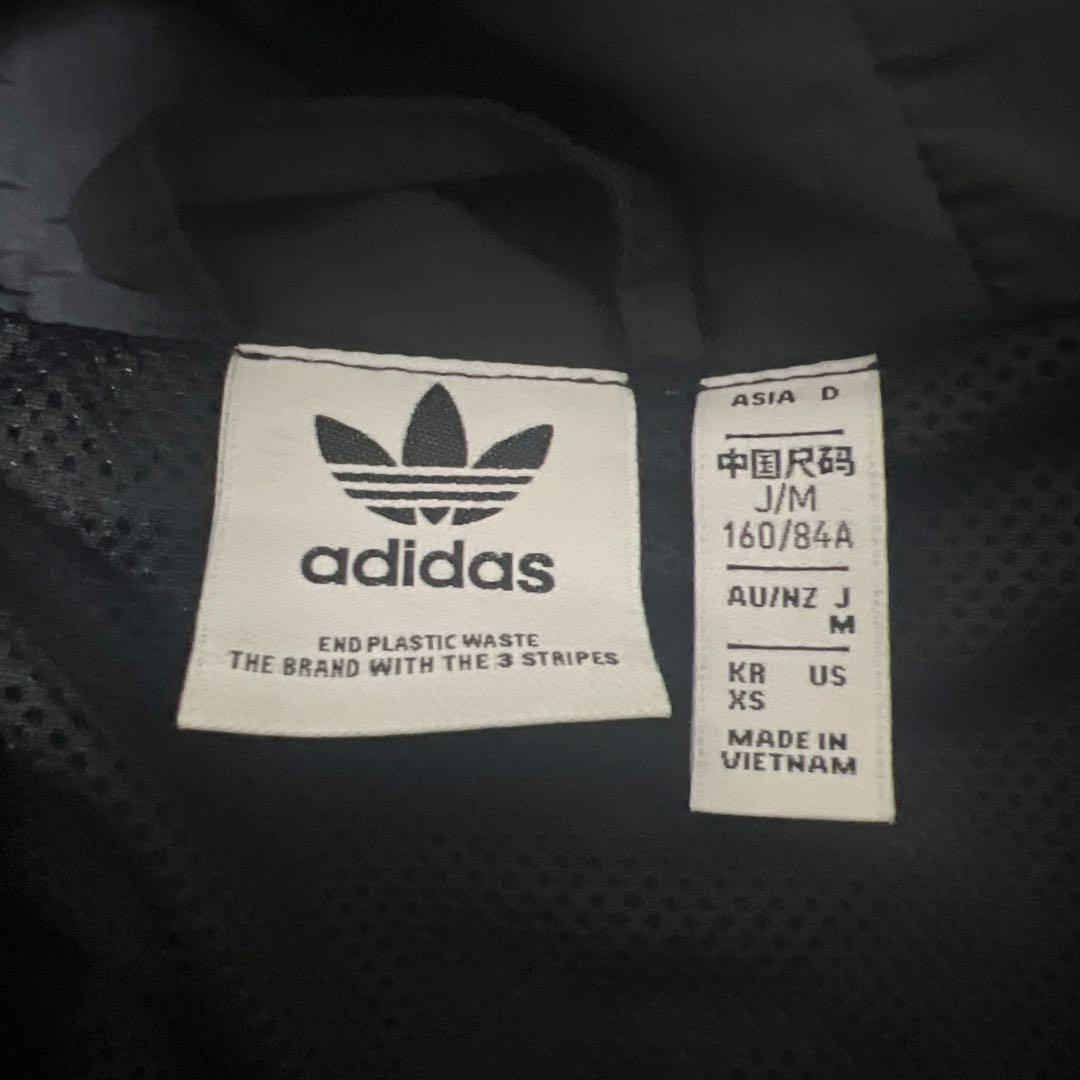 adidas
END PLASTIC WASTE
THE BRAND WITH THE 3 STRIPES
ASIA D
中国尺码
J/M
160/84A
AU/NZ J
M
KR US
XS
MADE IN
VIETNAM